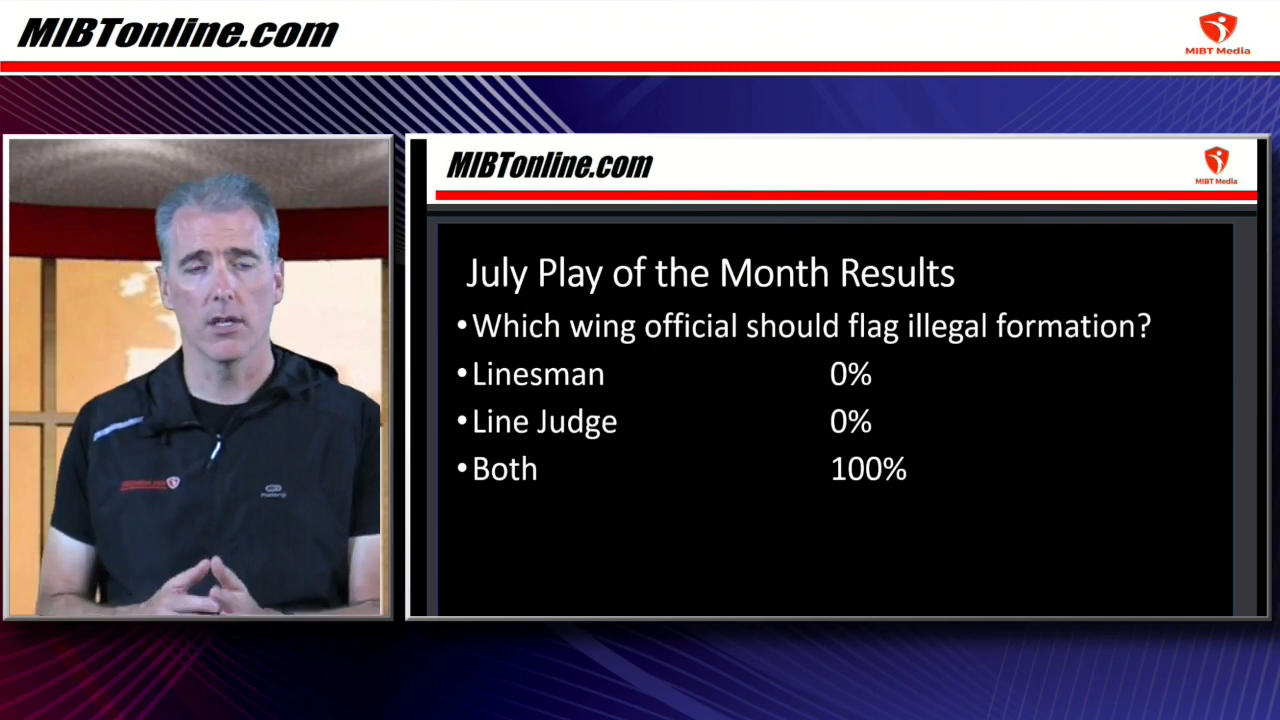 MIBTonline.com
MIBT Media
MIBTonline.com
MIBT Media
July Play of the Month Results
•Which wing official should flag illegal formation?
•Linesman 0%
•Line Judge 0%
•Both 100%